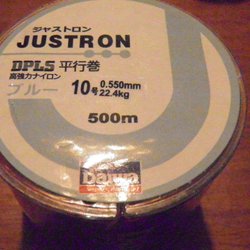 ジャストロン
JUSTRON
DPLS 平行巻
高強力ナイロン
ブルー
10号 0.550mm
22.4kg
500m
Daiwa